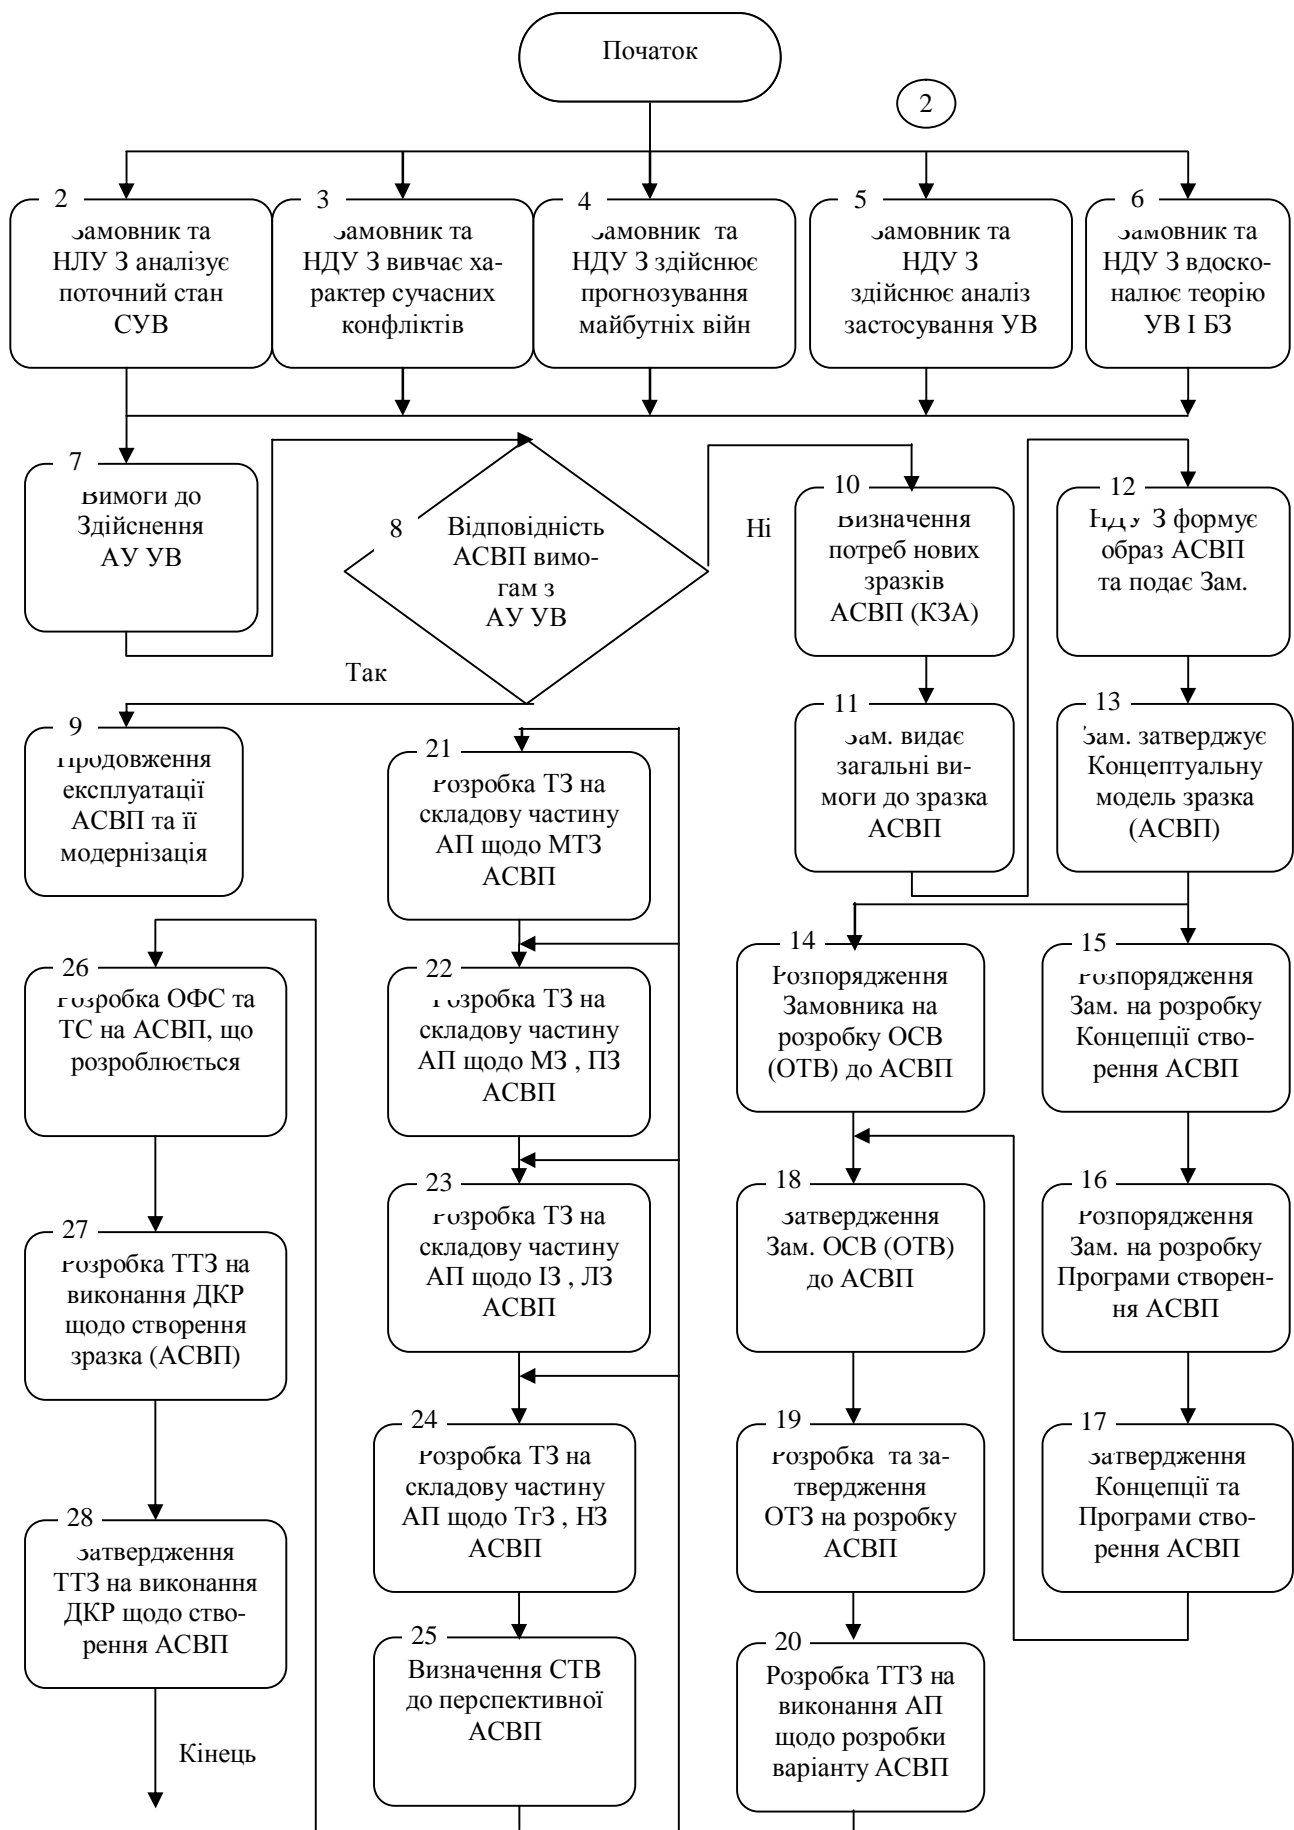 Початок
2
2
Замовник та
НЛУ З аналізує
поточний стан
СУВ
3
Замовник та
НДУ З вивчає ха-
рактер сучасних
конфліктів
4
Замовник та
НДУ З здійснює
прогнозування
майбутніх війн
5
Замовник та
НДУ З
здійснює аналіз
застосування УВ
6
Замовник та
НДУ З вдоско-
налює теорію
УВ І БЗ
7
Вимоги до
Здійснення
АУ УВ
8
Відповідність
АСВП вимо-
гам з
АУ УВ
Ні
Так
10
Визначення
потреб нових
зразків
АСВП (КЗА)
12
НДУ З формує
образ АСВП
та подає Зам.
9
Продовження
експлуатації
АСВП та її
модернізація
21
Розробка ТЗ на
складову частину
АП щодо МТЗ
АСВП
11
Зам. видає
загальні ви-
моги до зразка
АСВП
13
Зам. затверджує
Концептуальну
модель зразка
(АСВП)
26
Розробка ОФС та
ТС на АСВП, що
розроблюється
22
Розробка ТЗ на
складову частину
АП щодо МЗ , ПЗ
АСВП
14
Розпорядження
Замовника на
розробку ОСВ
(ОТВ) до АСВП
15
Розпорядження
Зам. на розробку
Концепції ство-
рення АСВП
27
Розробка ТТЗ на
виконання ДКР
щодо створення
зразка (АСВП)
23
Розробка ТЗ на
складову частину
АП щодо ІЗ , ЛЗ
АСВП
18
Затвердження
Зам. ОСВ (ОТВ)
до АСВП
16
Розпорядження
Зам. на розробку
Програми створен-
ня АСВП
28
Затвердження
ТТЗ на виконання
ДКР щодо ство-
рення АСВП
24
Розробка ТЗ на
складову частину
АП щодо ТгЗ , НЗ
АСВП
19
Розробка та за-
твердження
ОТЗ на розробку
АСВП
17
Затвердження
Концепції та
Програми ство-
рення АСВП
25
Визначення СТВ
до перспективної
АСВП
20
Розробка ТТЗ на
виконання АП
щодо розробки
варіанту АСВП
Кінець